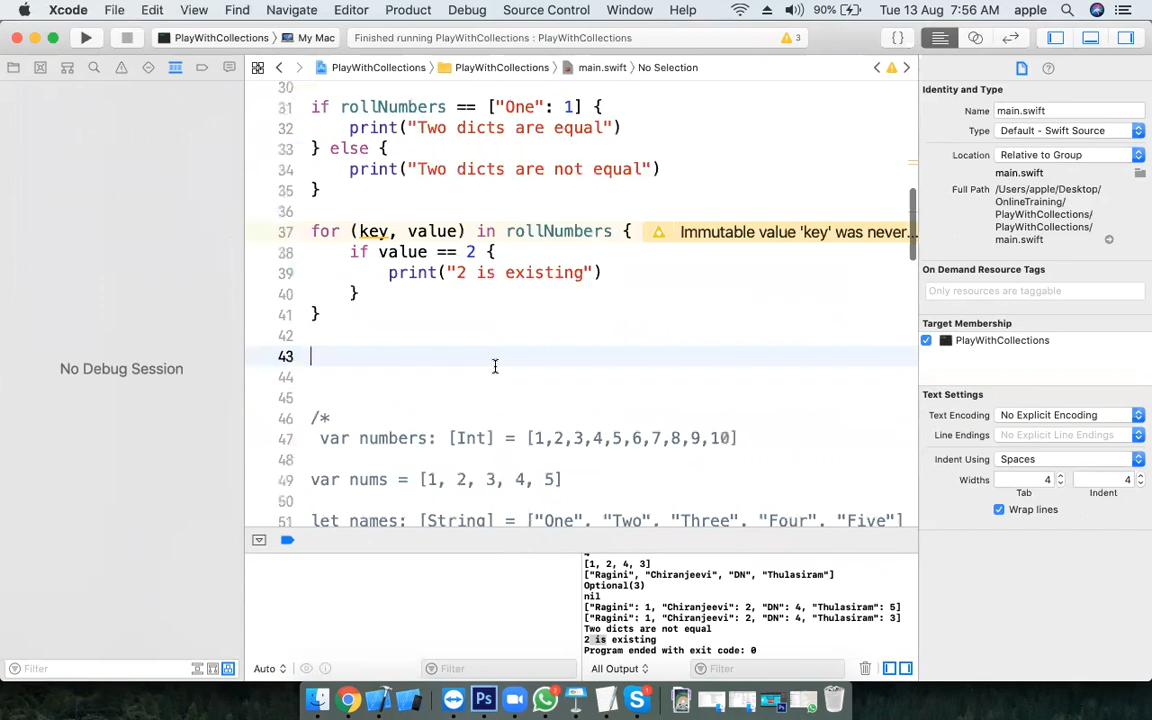 Xcode File Edit View Find Navigate Editor Product Debug Source Control Window Help 90% Tue 13 Aug 7:56 AM apple
PlayWithCollections My Mac Finished running PlayWithCollections : PlayWithCollections 3
PlayWithCollections PlayWithCollections main.swift No Selection
30
31 if rollNumbers == ["One": 1] {
32 print("Two dicts are equal")
33 } else {
34 print("Two dicts are not equal")
35 }
36
37 for (key, value) in rollNumbers { Immutable value 'key' was never...
38 if value == 2 {
39 print("2 is existing")
40 }
41 }
42
43
44
45
46 /*
47 var numbers: [Int] = [1,2,3,4,5,6,7,8,9,10]
48
49 var nums = [1, 2, 3, 4, 5]
50
51 let names: [String] = ["One", "Two", "Three", "Four", "Five"]
No Debug Session
[1, 2, 4, 3]
["Ragini", "Chiranjeevi", "DN", "Thulasiram"]
Optional(3)
nil
["Ragini": 1, "Chiranjeevi": 2, "DN": 4, "Thulasiram": 5]
["Ragini": 1, "Chiranjeevi": 2, "DN": 4, "Thulasiram": 3]
Two dicts are not equal
2 is existing
Program ended with exit code: 0
Filter Auto Filter All Output Filter
Identity and Type
Name main.swift
Type Default - Swift Source
Location Relative to Group
main.swift
Full Path /Users/apple/Desktop/
OnlineTraining/
PlayWithCollections/
PlayWithCollections/
main.swift
On Demand Resource Tags
Only resources are taggable
Target Membership
PlayWithCollections
Text Settings
Text Encoding No Explicit Encoding
Line Endings No Explicit Line Endings
Indent Using Spaces
Widths 4 4
Tab Indent
Wrap lines
Ps